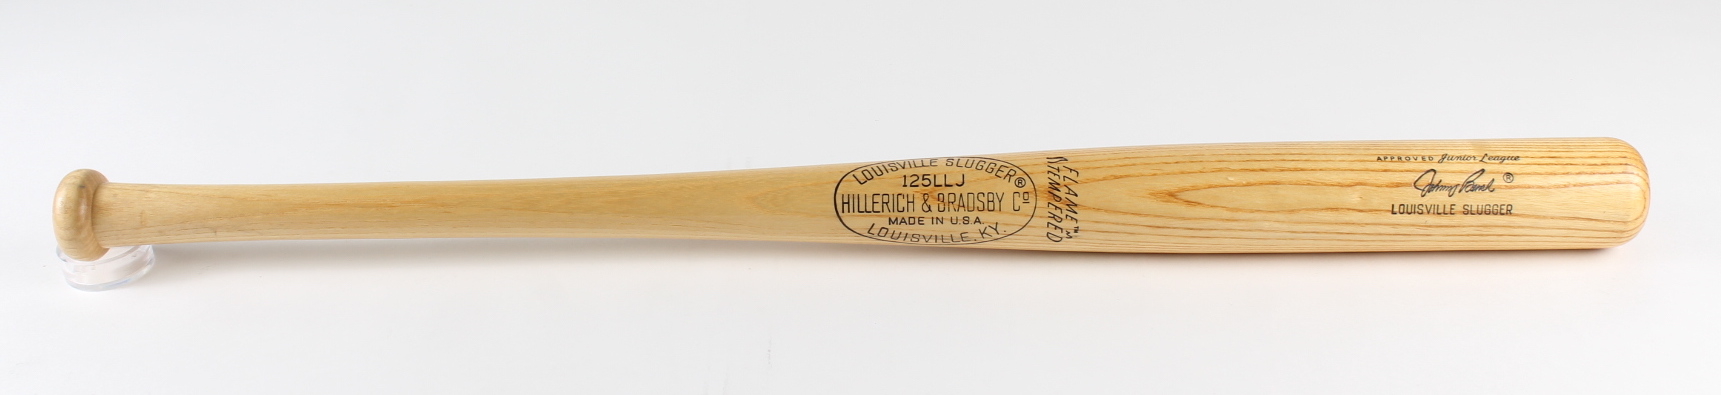 LOUISVILLE SLUGGER®
125LLJ
HILLERICH & BRADSBY Cº
MADE IN U.S.A.
LOUISVILLE, KY.
FLAME™
TEMPERED
APPROVED Junior League
Johnny Bench ®
LOUISVILLE SLUGGER